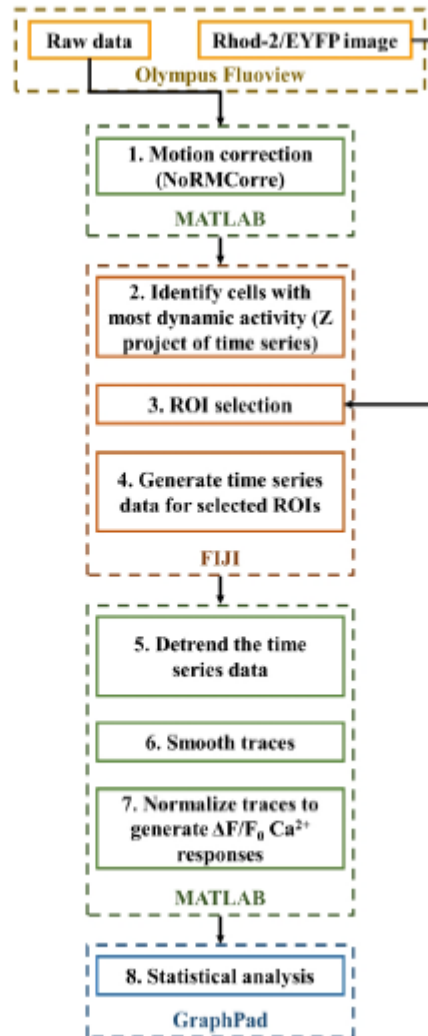 Raw data
Rhod-2/EYFP image
Olympus Fluoview
1. Motion correction
(NoRMCorre)
MATLAB
2. Identify cells with
most dynamic activity (Z
project of time series)
3. ROI selection
4. Generate time series
data for selected ROIs
FIJI
5. Detrend the time
series data
6. Smooth traces
7. Normalize traces to
generate ΔF/F₀ Ca²⁺
responses
MATLAB
8. Statistical analysis
GraphPad